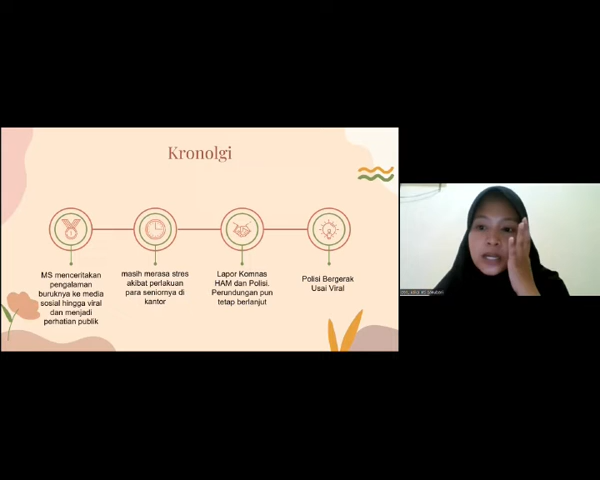 Kronolgi
MS menceritakan
pengalaman
buruknya ke media
sosial hingga viral
dan menjadi
perhatian publik
masih merasa stres
akibat perlakuan
para seniornya di
kantor
Lapor Komnas
HAM dan Polisi.
Perundungan pun
tetap berlanjut
Polisi Bergerak
Usai Viral